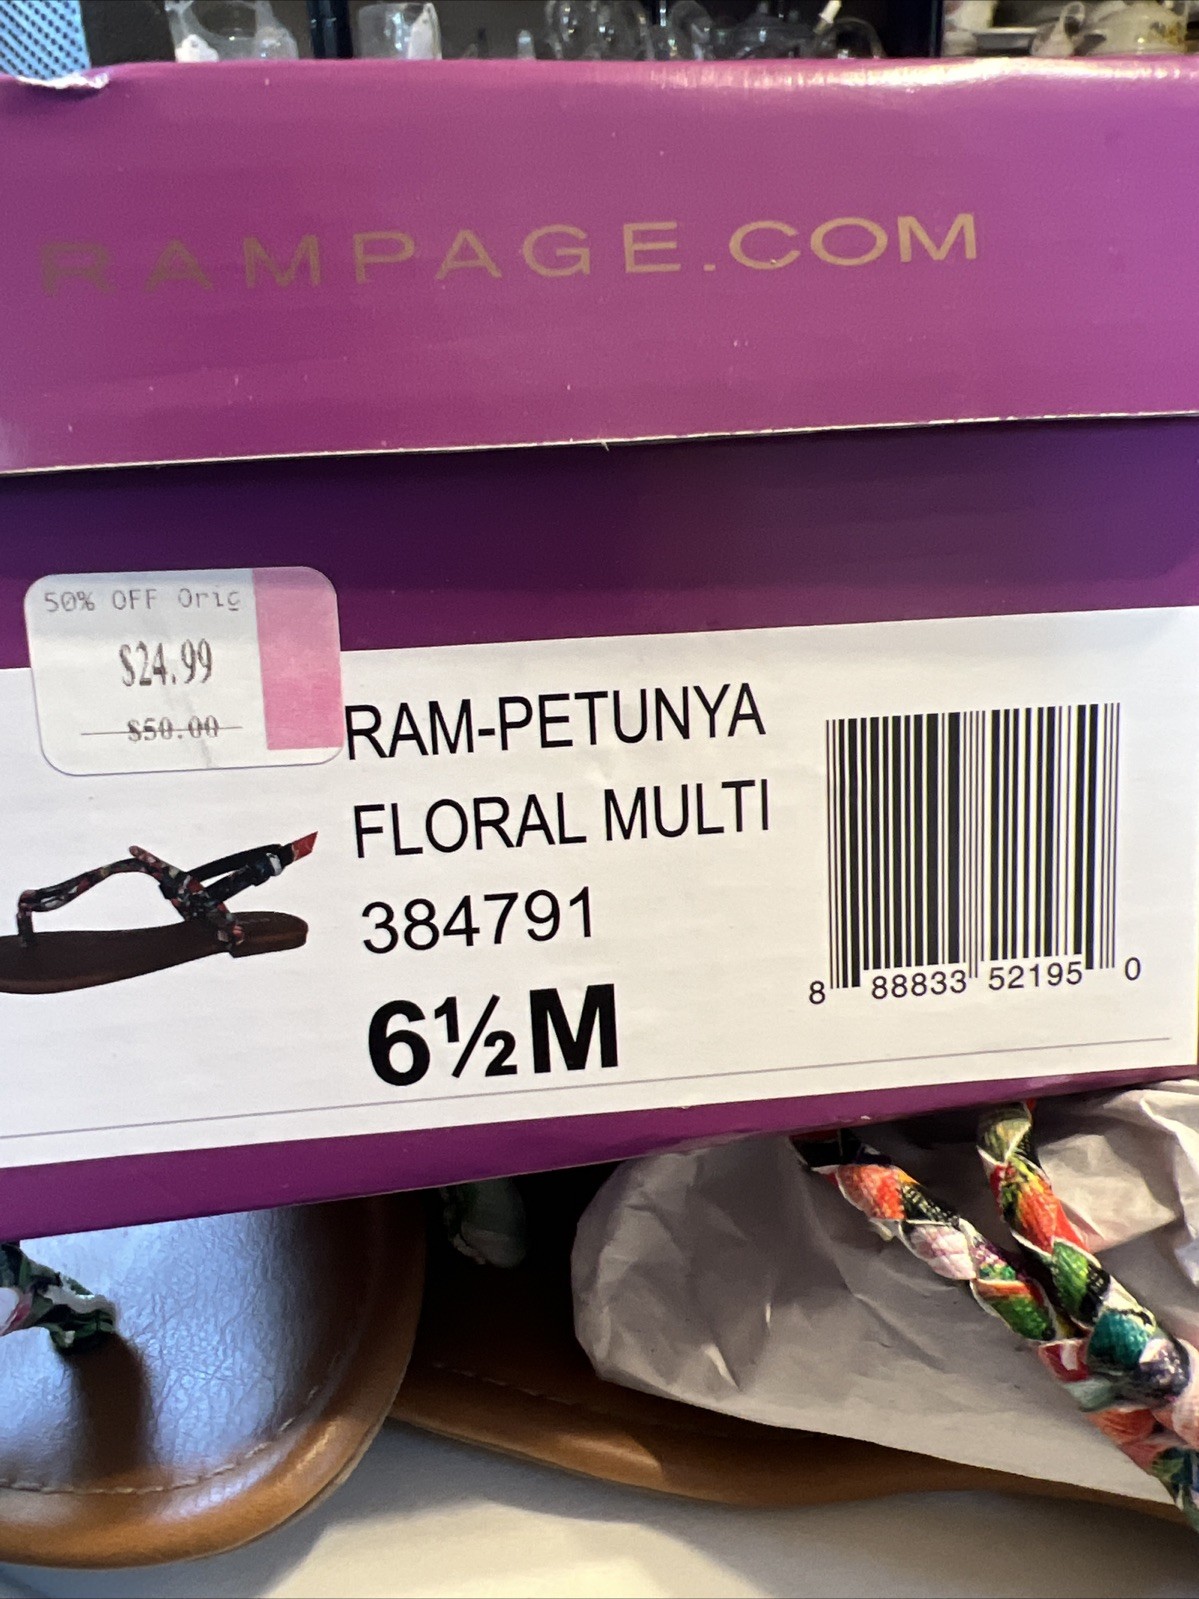 RAMPAGE.COM
50% OFF Orig
$24.99
$50.00
RAM-PETUNYA
FLORAL MULTI
384791
6½ M
8 88833 52195 0